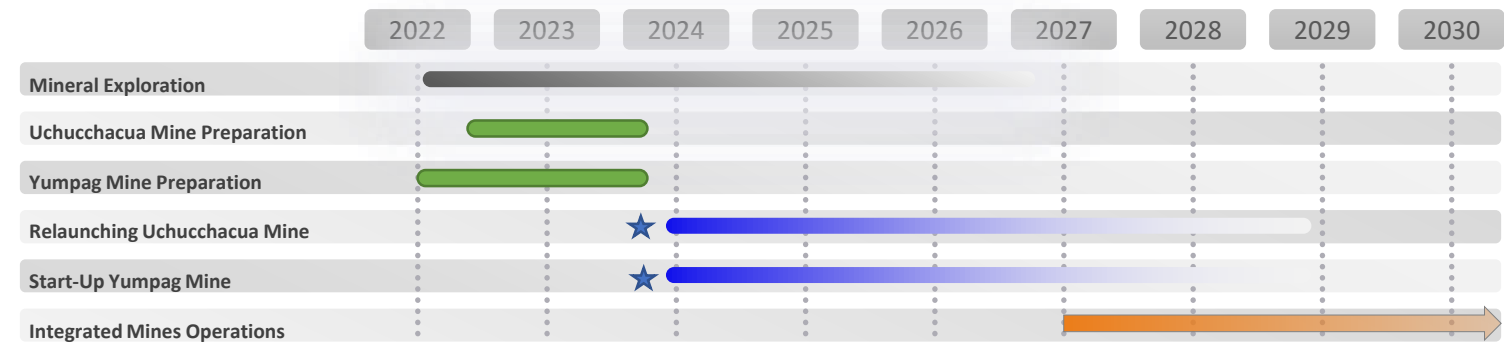 2022 2023 2024 2025 2026 2027 2028 2029 2030
Mineral Exploration
Uchucchacua Mine Preparation
Yumpag Mine Preparation
Relaunching Uchucchacua Mine
Start-Up Yumpag Mine
Integrated Mines Operations